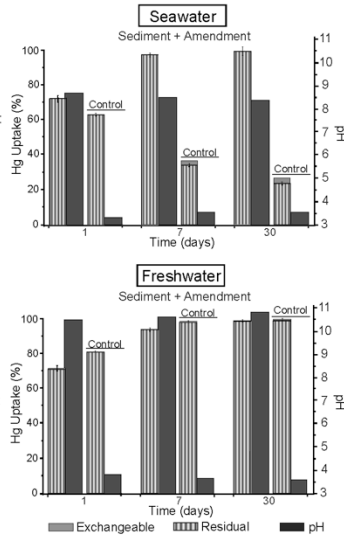 Seawater
Sediment + Amendment
100
80
60
40
20
0
Hg Uptake (%)
Control
Control
Control
11
10
9
8
7
6
5
4
3
pH
1
7
30
Time (days)
Freshwater
Sediment + Amendment
100
80
60
40
20
0
Hg Uptake (%)
Control
Control
Control
11
10
9
8
7
6
5
4
3
pH
1
7
30
Time (days)
Exchangeable
Residual
pH